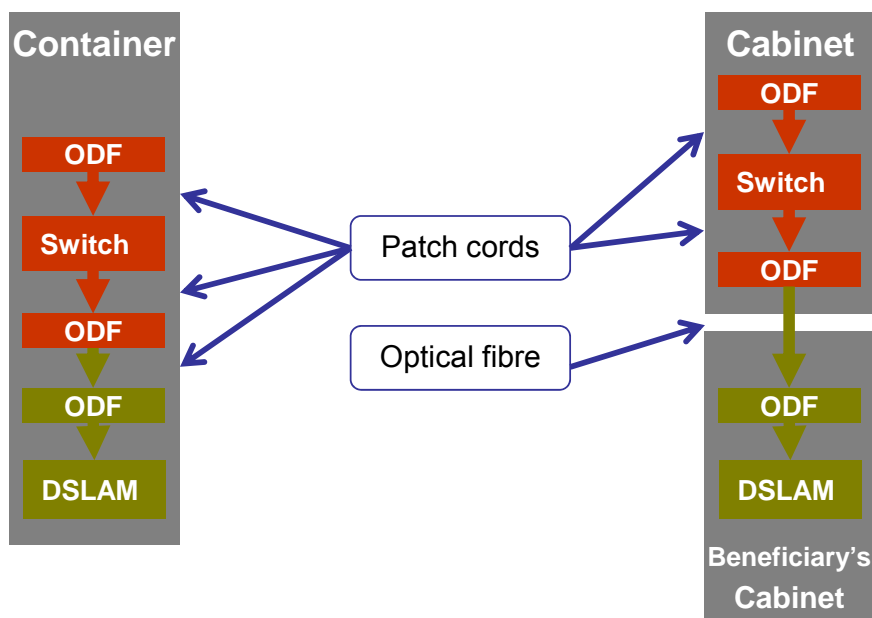 Container
ODF
Switch
ODF
ODF
DSLAM
Patch cords
Optical fibre
Cabinet
ODF
Switch
ODF
ODF
DSLAM
Beneficiary's
Cabinet